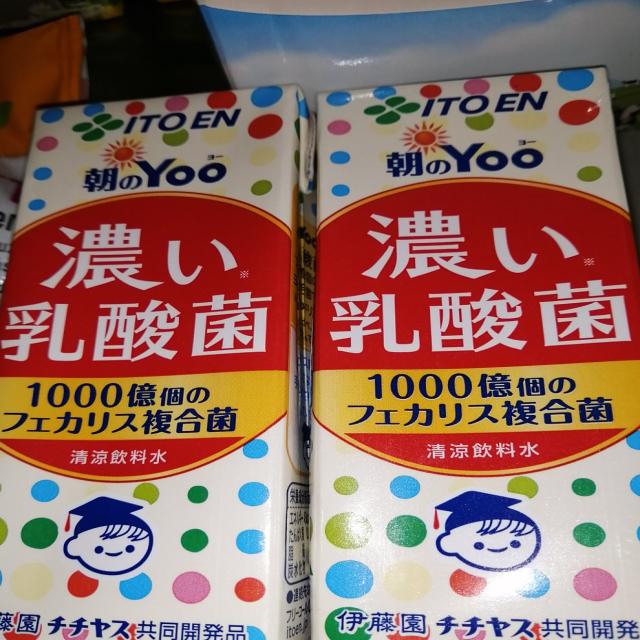 ITO EN
朝のYoo
ヨー
濃い※
乳酸菌
1000億個の
フェカリス複合菌
清涼飲料水
藤園 チチヤス 共同開発品
ITO EN
朝のYoo
ヨー
濃い※
乳酸菌
1000億個の
フェカリス複合菌
清涼飲料水
伊藤園 チチヤス 共同開発